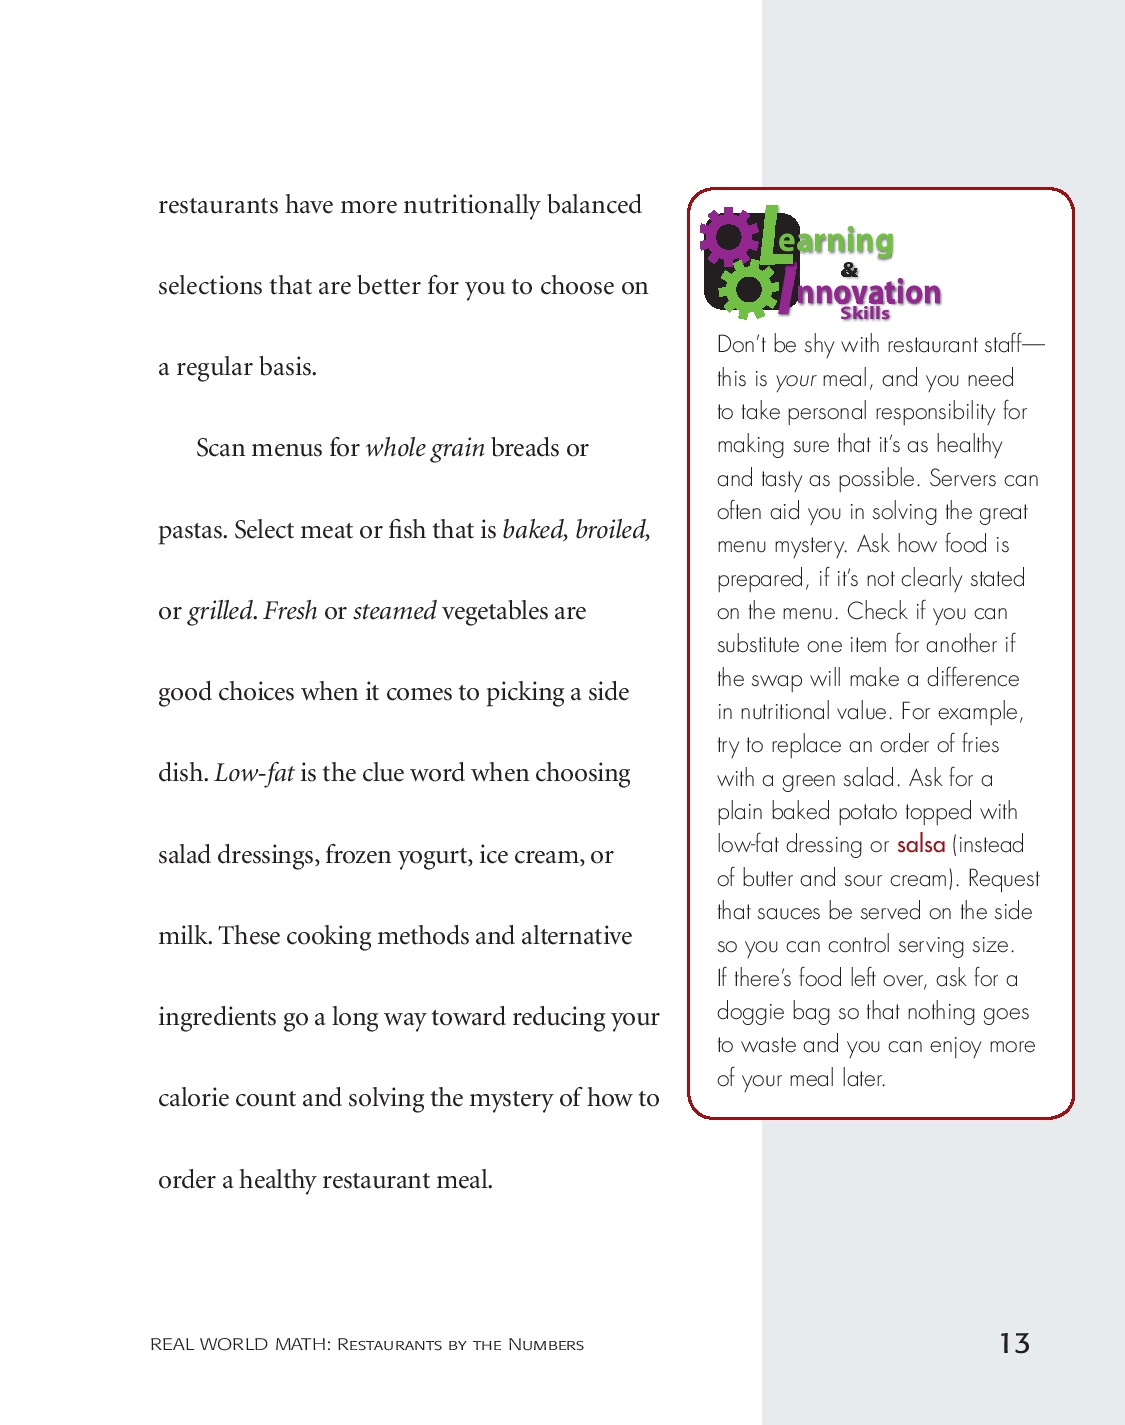 restaurants have more nutritionally balanced
selections that are better for you to choose on
a regular basis.
Scan menus for whole grain breads or
pastas. Select meat or fish that is baked, broiled,
or grilled. Fresh or steamed vegetables are
good choices when it comes to picking a side
dish. Low-fat is the clue word when choosing
salad dressings, frozen yogurt, ice cream, or
milk. These cooking methods and alternative
ingredients go a long way toward reducing your
calorie count and solving the mystery of how to
order a healthy restaurant meal.
Learning
&
Innovation
Skills
Don’t be shy with restaurant staff—
this is your meal, and you need
to take personal responsibility for
making sure that it’s as healthy
and tasty as possible. Servers can
often aid you in solving the great
menu mystery. Ask how food is
prepared, if it’s not clearly stated
on the menu. Check if you can
substitute one item for another if
the swap will make a difference
in nutritional value. For example,
try to replace an order of fries
with a green salad. Ask for a
plain baked potato topped with
low-fat dressing or salsa (instead
of butter and sour cream). Request
that sauces be served on the side
so you can control serving size.
If there’s food left over, ask for a
doggie bag so that nothing goes
to waste and you can enjoy more
of your meal later.
REAL WORLD MATH: Restaurants by the Numbers
13